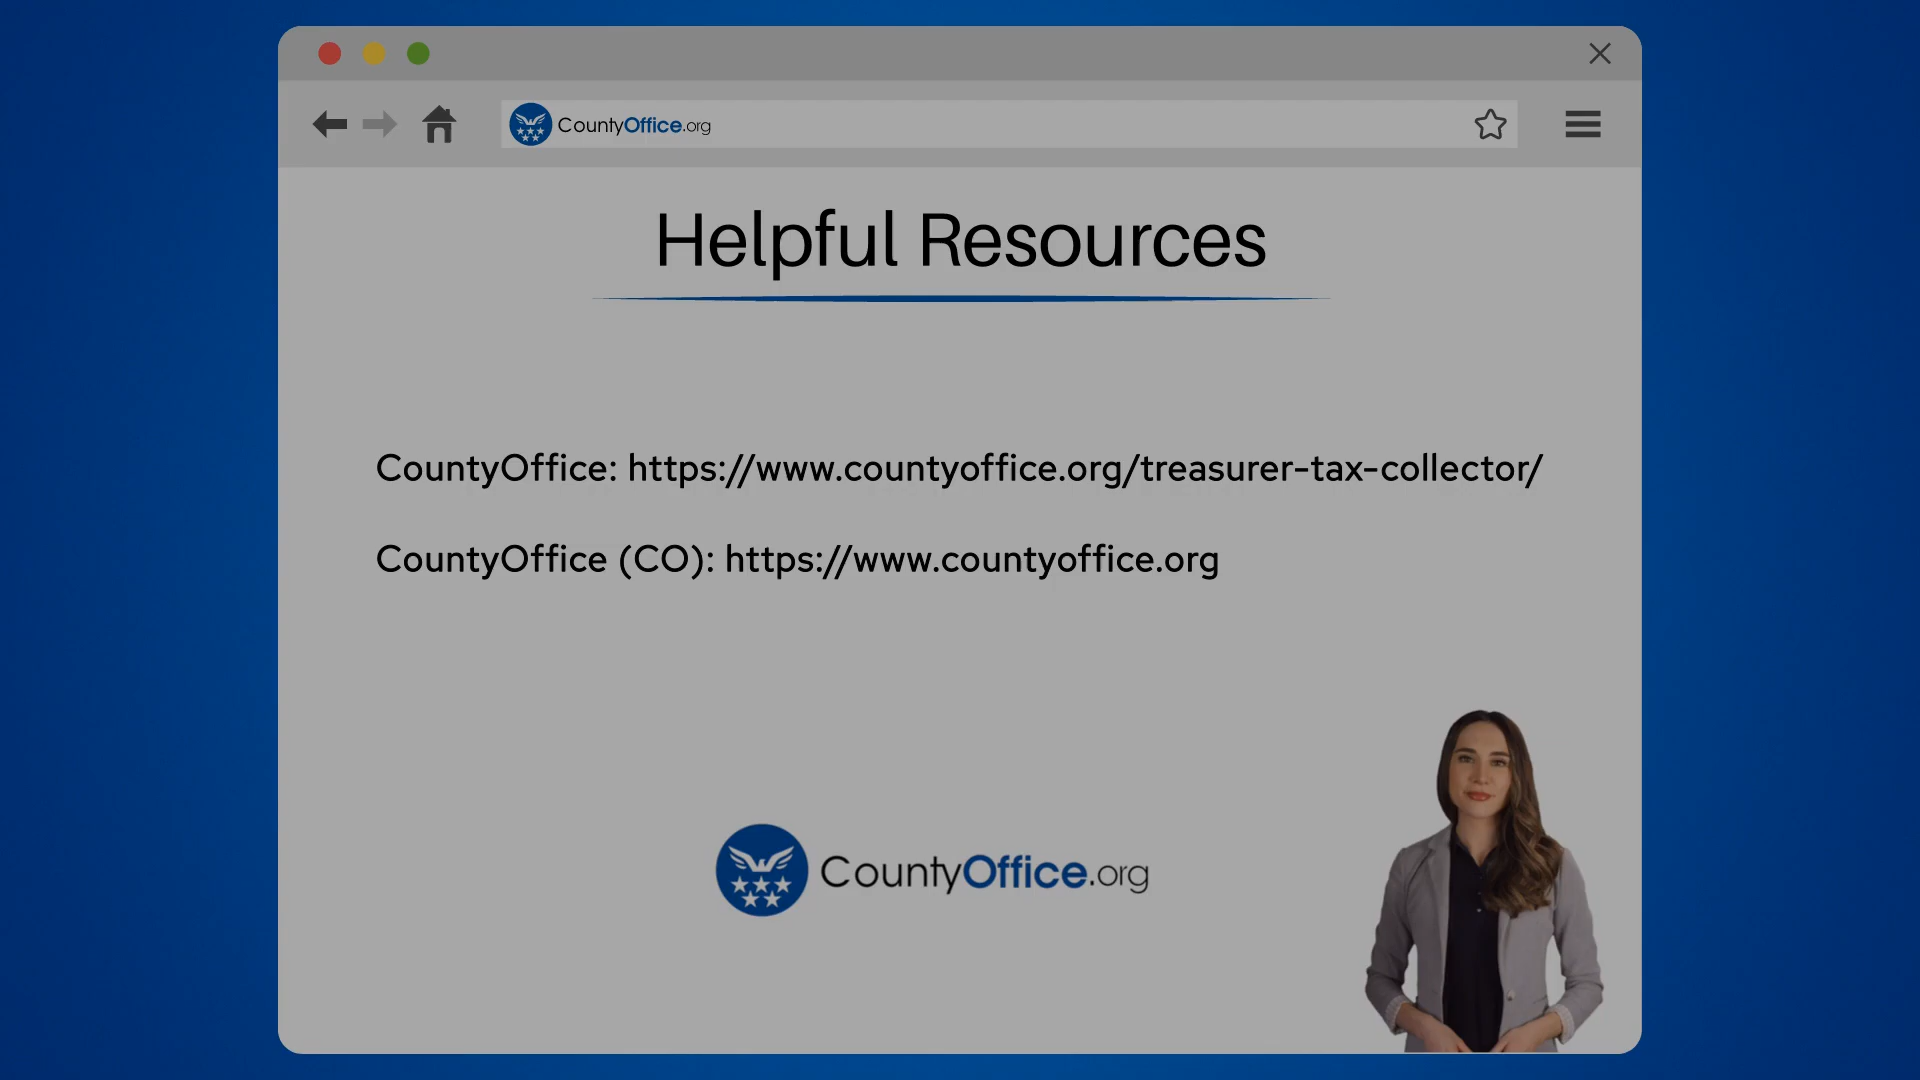 CountyOffice.org
Helpful Resources
CountyOffice: https://www.countyoffice.org/treasurer-tax-collector/
CountyOffice (CO): https://www.countyoffice.org
CountyOffice.org